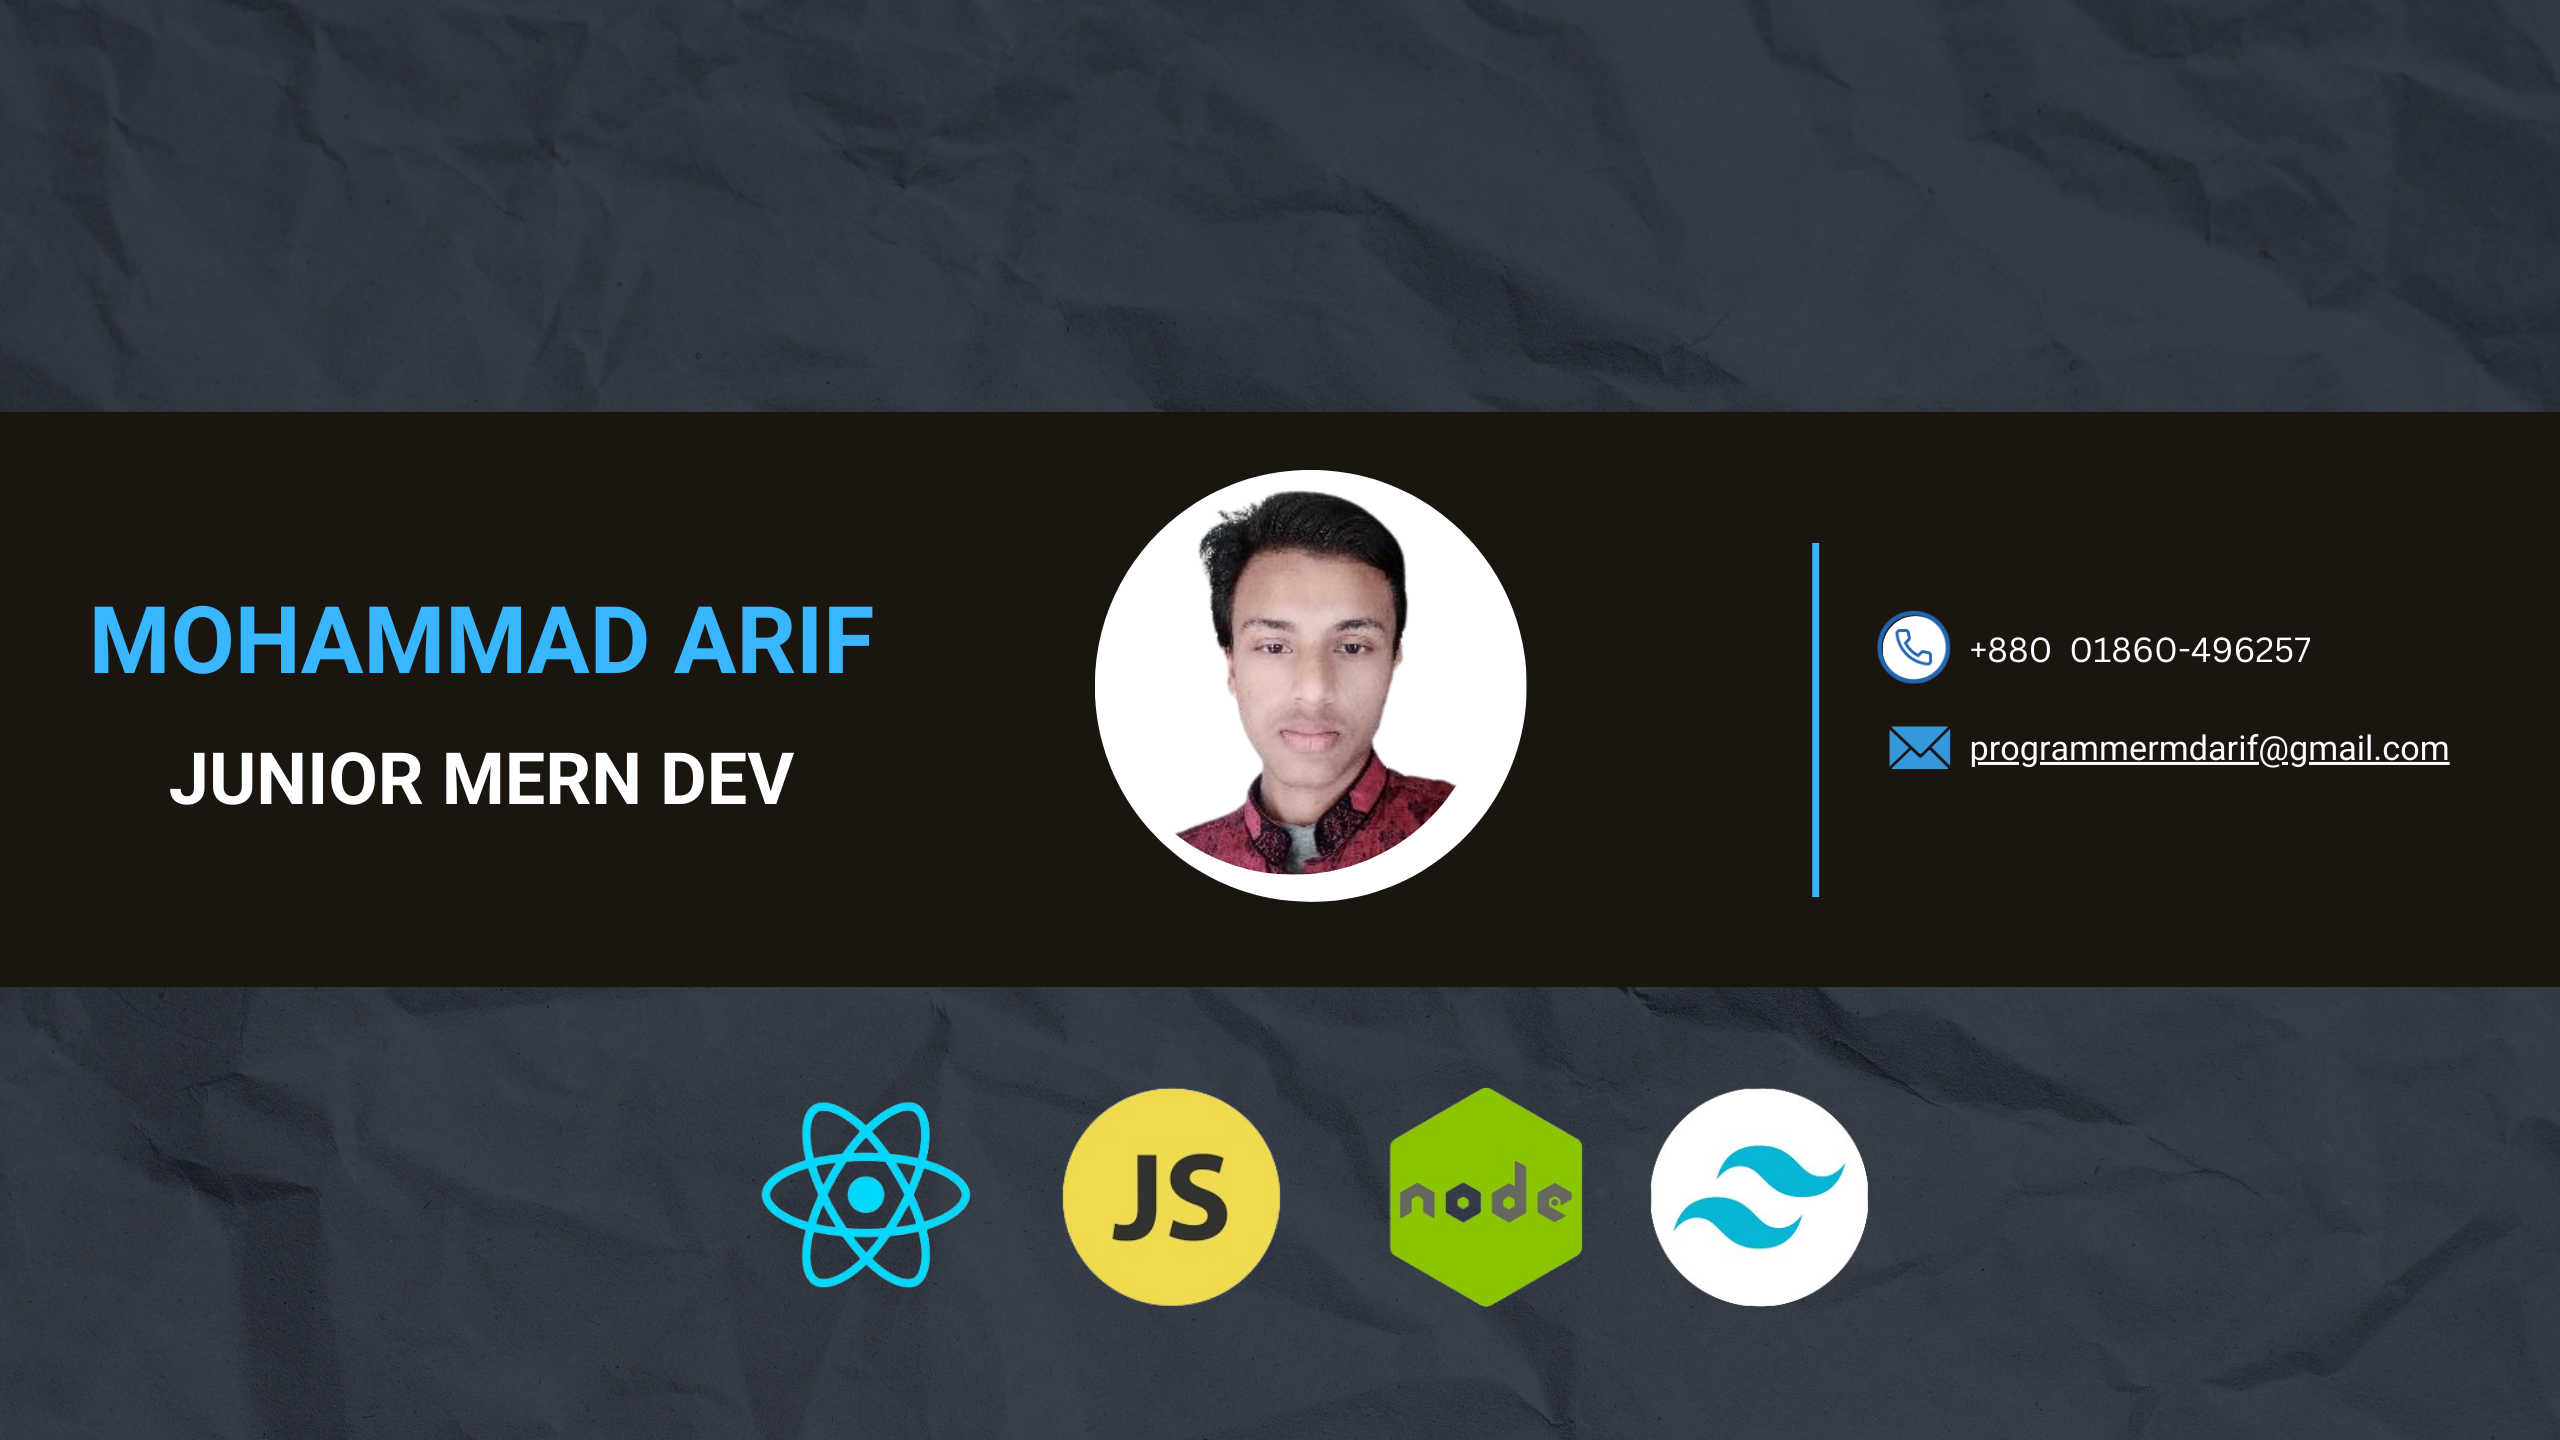 MOHAMMAD ARIF
JUNIOR MERN DEV
+880 01860-496257
programmermdarif@gmail.com
JS
node